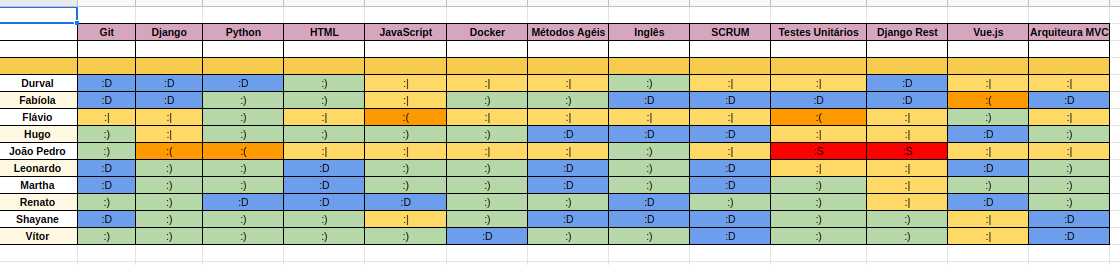 Git Django Python HTML JavaScript Docker Métodos Agéis Inglês SCRUM Testes Unitários Django Rest Vue.js Arquiteura MVC
Durval :D :D :D :) :| :| :| :) :| :| :D :| :|
Fabíola :D :D :) :) :| :) :) :D :D :D :D :( :D
Flávio :| :| :) :| :( :| :| :| :| :( :| :) :|
Hugo :) :| :) :) :) :) :D :D :D :| :| :D :)
João Pedro :) :( :( :| :| :| :| :) :| :S :S :| :|
Leonardo :D :) :) :D :) :) :D :) :D :| :| :D :)
Martha :D :) :) :D :) :) :D :) :D :) :| :) :)
Renato :) :) :D :D :D :) :) :D :) :) :| :D :)
Shayane :D :) :) :) :| :) :D :D :D :) :) :| :D
Vítor :) :) :) :) :) :D :) :) :D :) :) :| :D